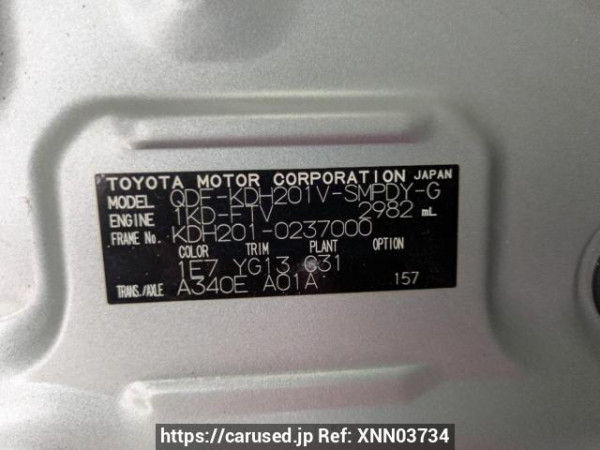 TOYOTA MOTOR CORPORATION JAPAN
MODEL QDF-KDH201V-SMPDY-G
ENGINE 1KD-FTV 2982 mL
FRAME No. KDH201-0237000
COLOR TRIM PLANT OPTION
1E7 YG13 G31
TRANS./AXLE A340E A01A 157
https://carused.jp Ref: XNN03734